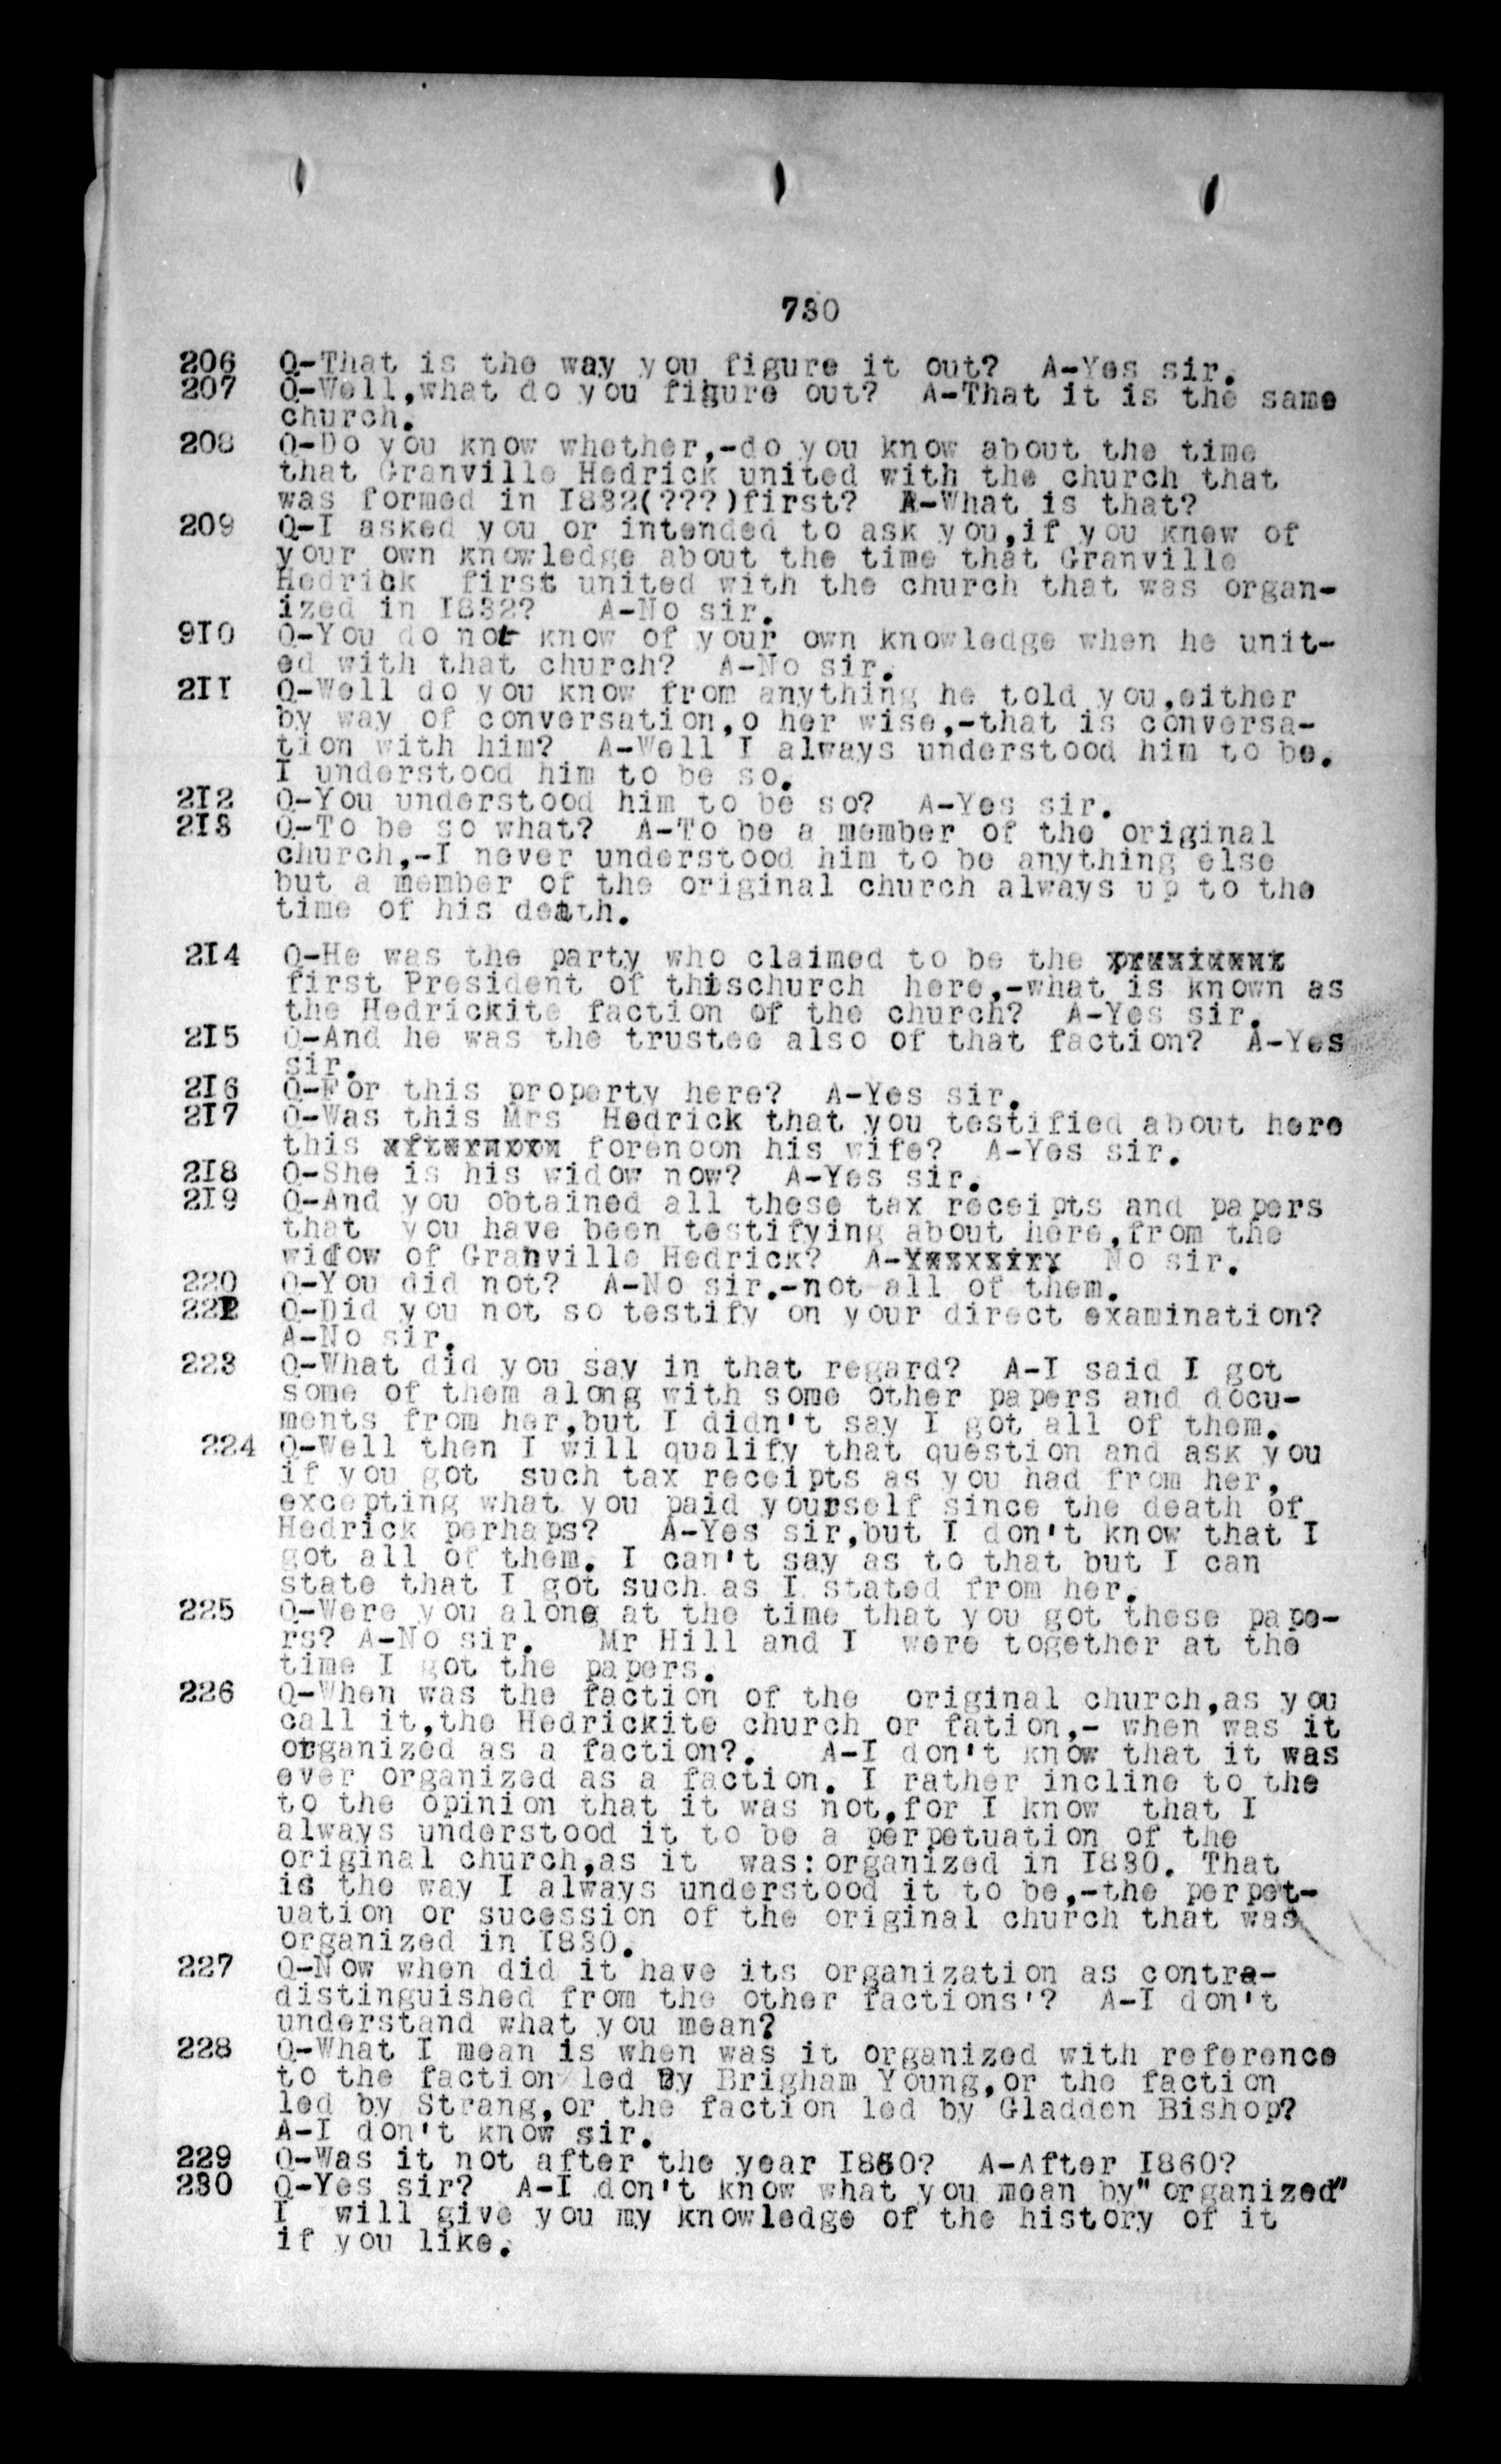 730
206 Q-That is the way you figure it out? A-Yes sir.
207 Q-Well,what do you figure out? A-That it is the same
church.
208 Q-Do you know whether,-do you know about the time
that Granville Hedrick united with the church that
was formed in I832(???)first? A-What is that?
209 Q-I asked you or intended to ask you,if you knew of
your own knowledge about the time that Granville
Hedrick first united with the church that was organ-
ized in I832? A-No sir.
9I0 Q-You do not know of your own knowledge when he unit-
ed with that church? A-No sir.
2II Q-Well do you know from anything he told you,either
by way of conversation,o her wise,-that is conversa-
tion with him? A-Well I always understood him to be.
I understood him to be so.
2I2 Q-You understood him to be so? A-Yes sir.
2I3 Q-To be so what? A-To be a member of the original
church,-I never understood him to be anything else
but a member of the original church always up to the
time of his death.
2I4 Q-He was the party who claimed to be the
first President of thischurch here,-what is known as
the Hedrickite faction of the church? A-Yes sir.
2I5 Q-And he was the trustee also of that faction? A-Yes
sir.
2I6 Q-For this property here? A-Yes sir.
2I7 Q-Was this Mrs Hedrick that you testified about here
this forenoon his wife? A-Yes sir.
2I8 Q-She is his widow now? A-Yes sir.
2I9 Q-And you obtained all these tax receipts and papers
that you have been testifying about here,from the
widow of Granville Hedrick? A- No sir.
220 Q-You did not? A-No sir.-not all of them.
222 Q-Did you not so testify on your direct examination?
A-No sir.
223 Q-What did you say in that regard? A-I said I got
some of them along with some other papers and docu-
ments from her,but I didn't say I got all of them.
224 Q-Well then I will qualify that question and ask you
if you got such tax receipts as you had from her,
excepting what you paid yourself since the death of
Hedrick perhaps? A-Yes sir,but I don't know that I
got all of them. I can't say as to that but I can
state that I got such as I stated from her.
225 Q-Were you alone at the time that you got these pape-
rs? A-No sir. Mr Hill and I were together at the
time I got the papers.
226 Q-When was the faction of the original church,as you
call it,the Hedrickite church or fation,- when was it
organized as a faction?. A-I don't know that it was
ever organized as a faction. I rather incline to the
to the opinion that it was not,for I know that I
always understood it to be a perpetuation of the
original church,as it was:organized in I830. That
is the way I always understood it to be,-the perpet-
uation or sucession of the original church that was
organized in I830.
227 Q-Now when did it have its organization as contra-
distinguished from the other factions'? A-I don't
understand what you mean?
228 Q-What I mean is when was it organized with reference
to the faction led By Brigham Young,or the faction
led by Strang,or the faction led by Gladden Bishop?
A-I don't know sir.
229 Q-Was it not after the year I860? A-After I860?
230 Q-Yes sir? A-I don't know what you mean by"organized"
I will give you my knowledge of the history of it
if you like.